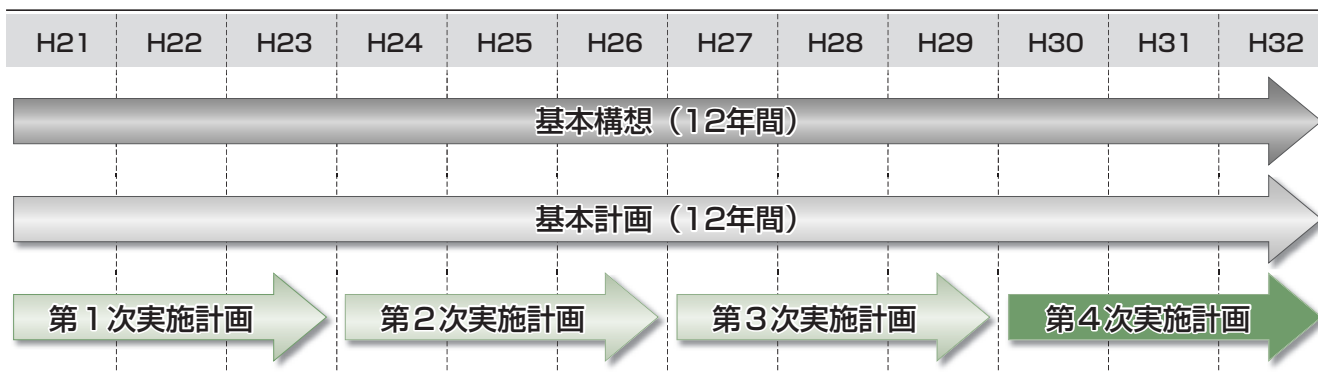 H21 H22 H23 H24 H25 H26 H27 H28 H29 H30 H31 H32
基本構想（12年間）
基本計画（12年間）
第１次実施計画 第２次実施計画 第３次実施計画 第４次実施計画